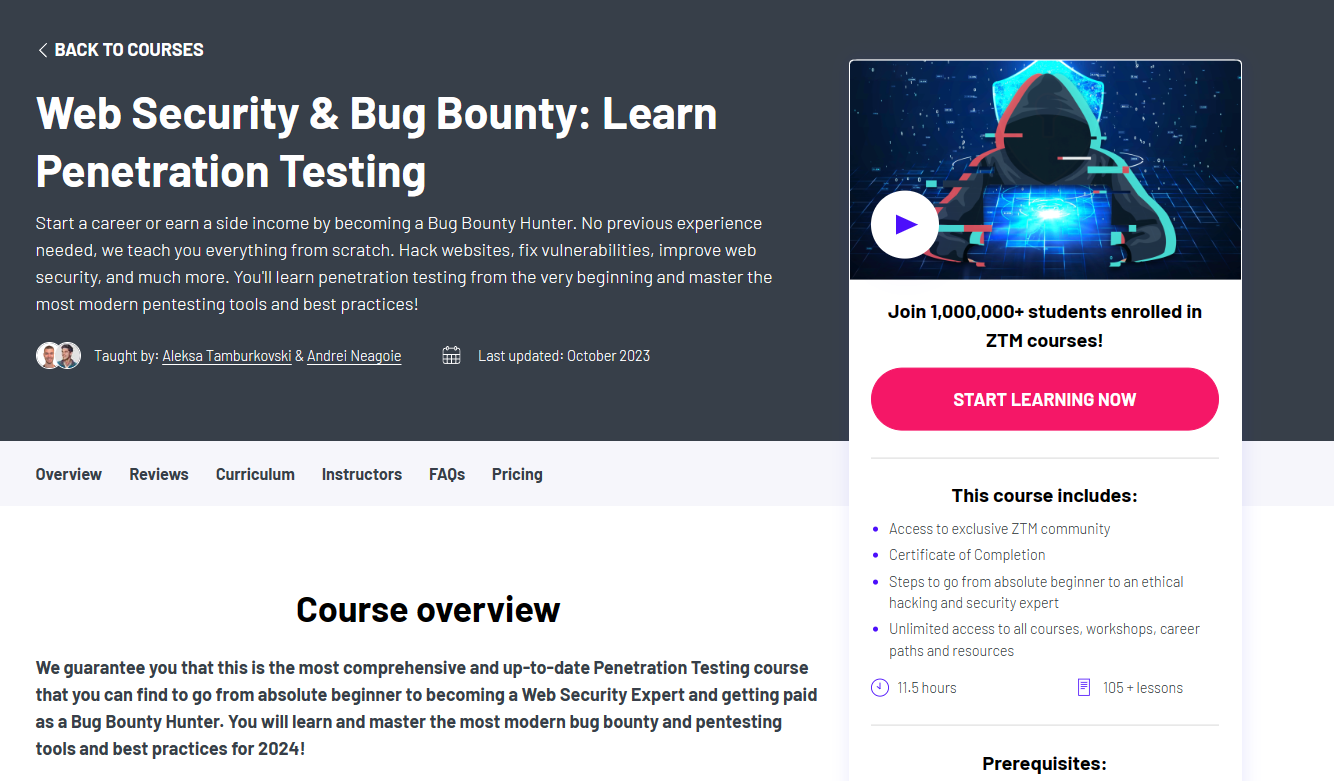 BACK TO COURSES
Web Security & Bug Bounty: Learn
Penetration Testing
Start a career or earn a side income by becoming a Bug Bounty Hunter. No previous experience
needed, we teach you everything from scratch. Hack websites, fix vulnerabilities, improve web
security, and much more. You'll learn penetration testing from the very beginning and master the
most modern pentesting tools and best practices!
Taught by: Aleksa Tamburkovski & Andrei Neagoie
Last updated: October 2023
Join 1,000,000+ students enrolled in
ZTM courses!
START LEARNING NOW
Overview Reviews Curriculum Instructors FAQs Pricing
This course includes:
Access to exclusive ZTM community
Certificate of Completion
Steps to go from absolute beginner to an ethical
hacking and security expert
Unlimited access to all courses, workshops, career
paths and resources
11.5 hours
105 + lessons
Prerequisites:
Course overview
We guarantee you that this is the most comprehensive and up-to-date Penetration Testing course
that you can find to go from absolute beginner to becoming a Web Security Expert and getting paid
as a Bug Bounty Hunter. You will learn and master the most modern bug bounty and pentesting
tools and best practices for 2024!